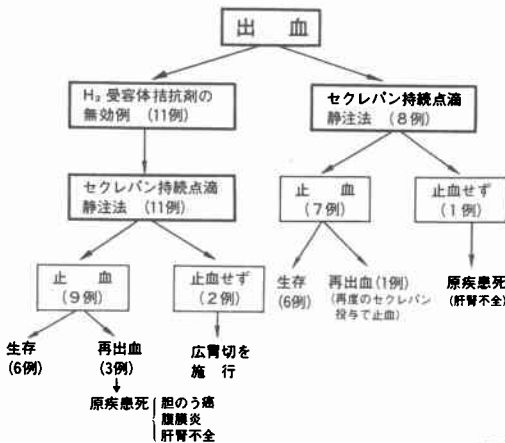 出 血
H₂ 受容体拮抗剤の
無効例 (11例)
セクレパン持続点滴
静注法 (8例)
セクレパン持続点滴
静注法 (11例)
止 血
(7例)
止血せず
(1例)
止 血
(9例)
止血せず
(2例)
生存
(6例)
再出血(1例)
(再度のセクレパン
投与で止血)
原疾患死
(肝腎不全)
生存
(6例)
再出血
(3例)
広胃切を
施 行
原疾患死
胆のう癌
腹膜炎
肝腎不全